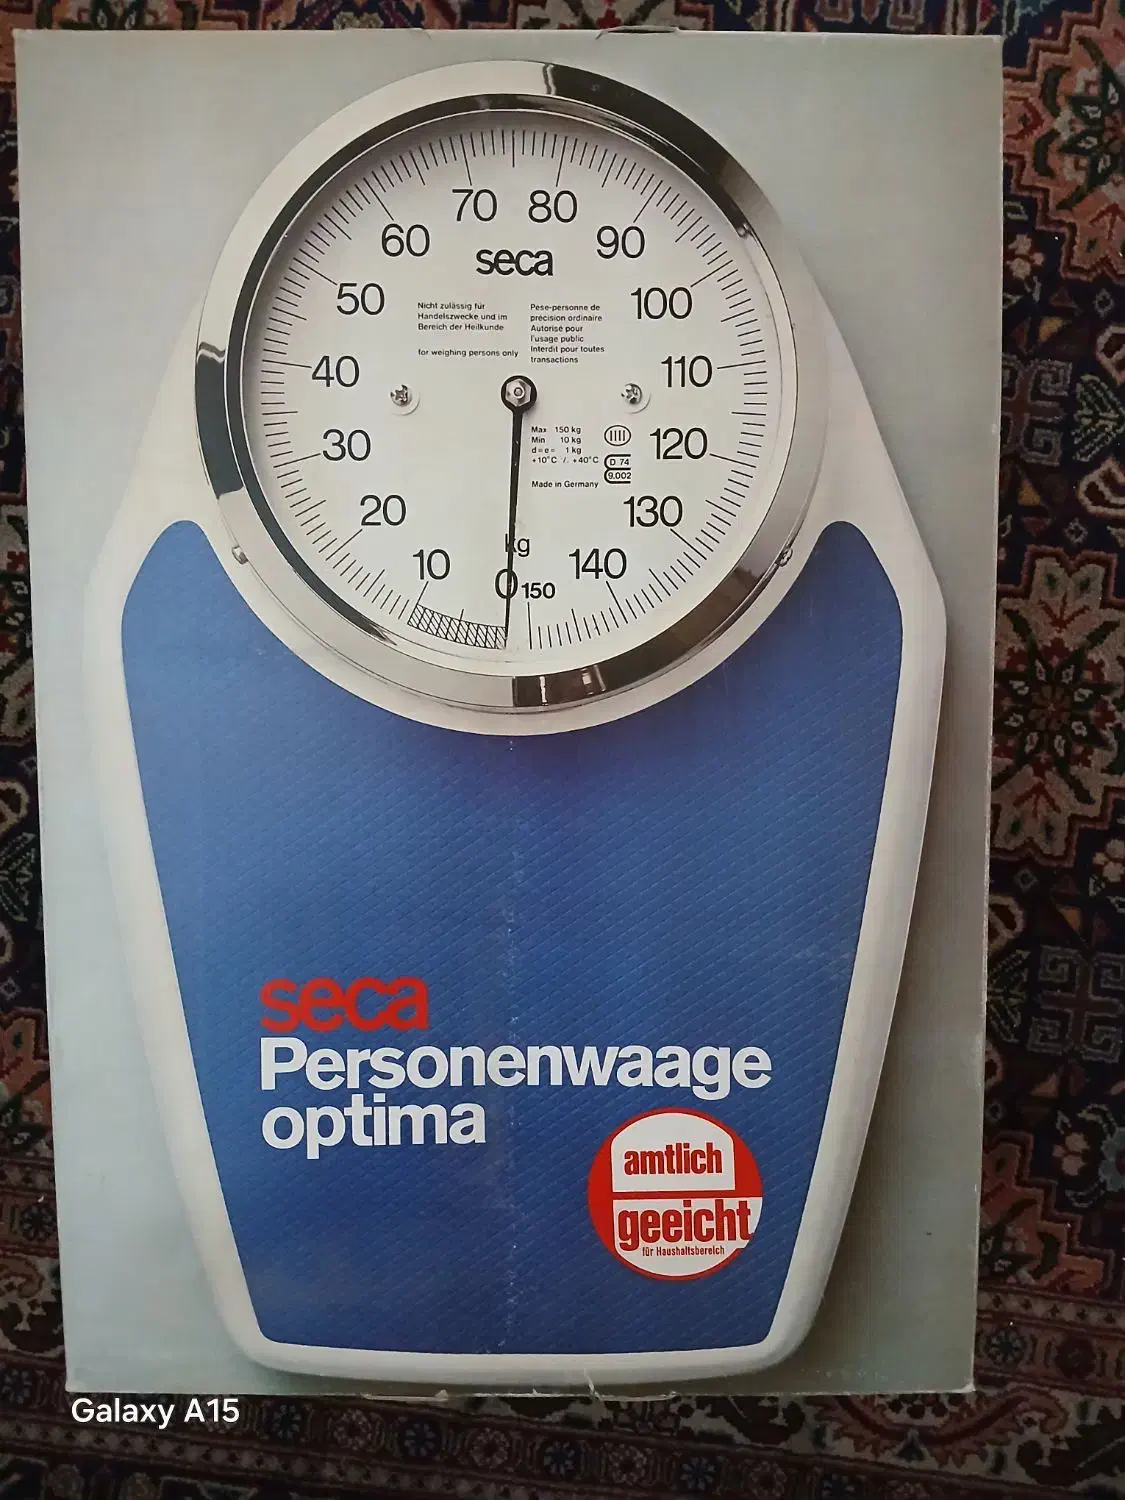 70 80
60 90
seca
50 100
Nicht zulässig für
Handelszwecke und im
Bereich der Heilkunde
for weighing persons only
Pese-personne de
précision ordinaire
Autorisé pour
l'usage public
Interdit pour toutes
transactions
40 110
30 120
Max 150 kg
Min 10 kg
d=e= 1 kg
+10°C ./. +40°C
D 74
9.002
Made in Germany
20 130
kg
10 140
0 150
seca
Personenwaage
optima
amtlich
geeicht
für Haushaltsbereich
Galaxy A15